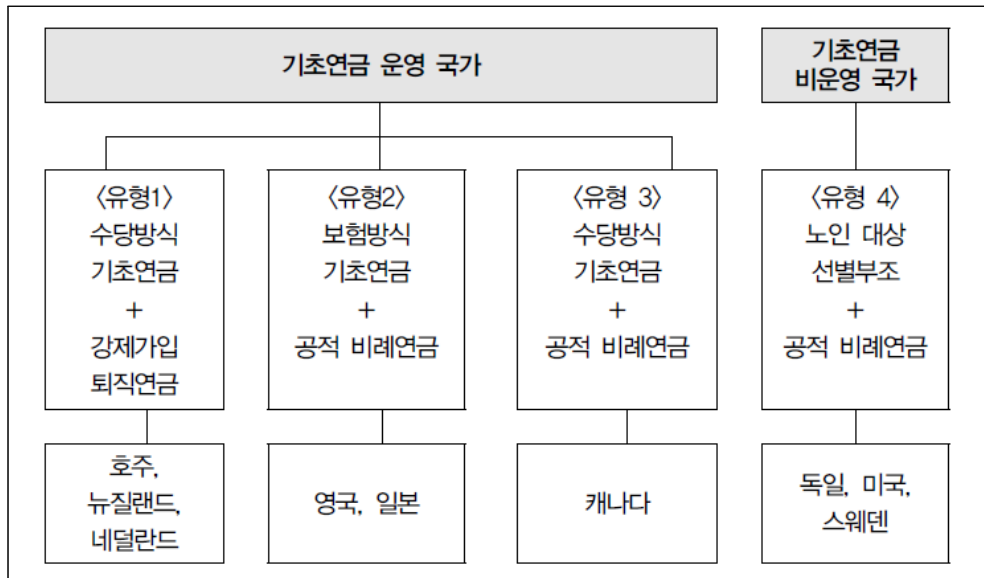 기초연금 운영 국가
기초연금
비운영 국가
〈유형1〉
수당방식
기초연금
+
강제가입
퇴직연금
〈유형2〉
보험방식
기초연금
+
공적 비례연금
〈유형 3〉
수당방식
기초연금
+
공적 비례연금
〈유형 4〉
노인 대상
선별부조
+
공적 비례연금
호주,
뉴질랜드,
네덜란드
영국, 일본
캐나다
독일, 미국,
스웨덴